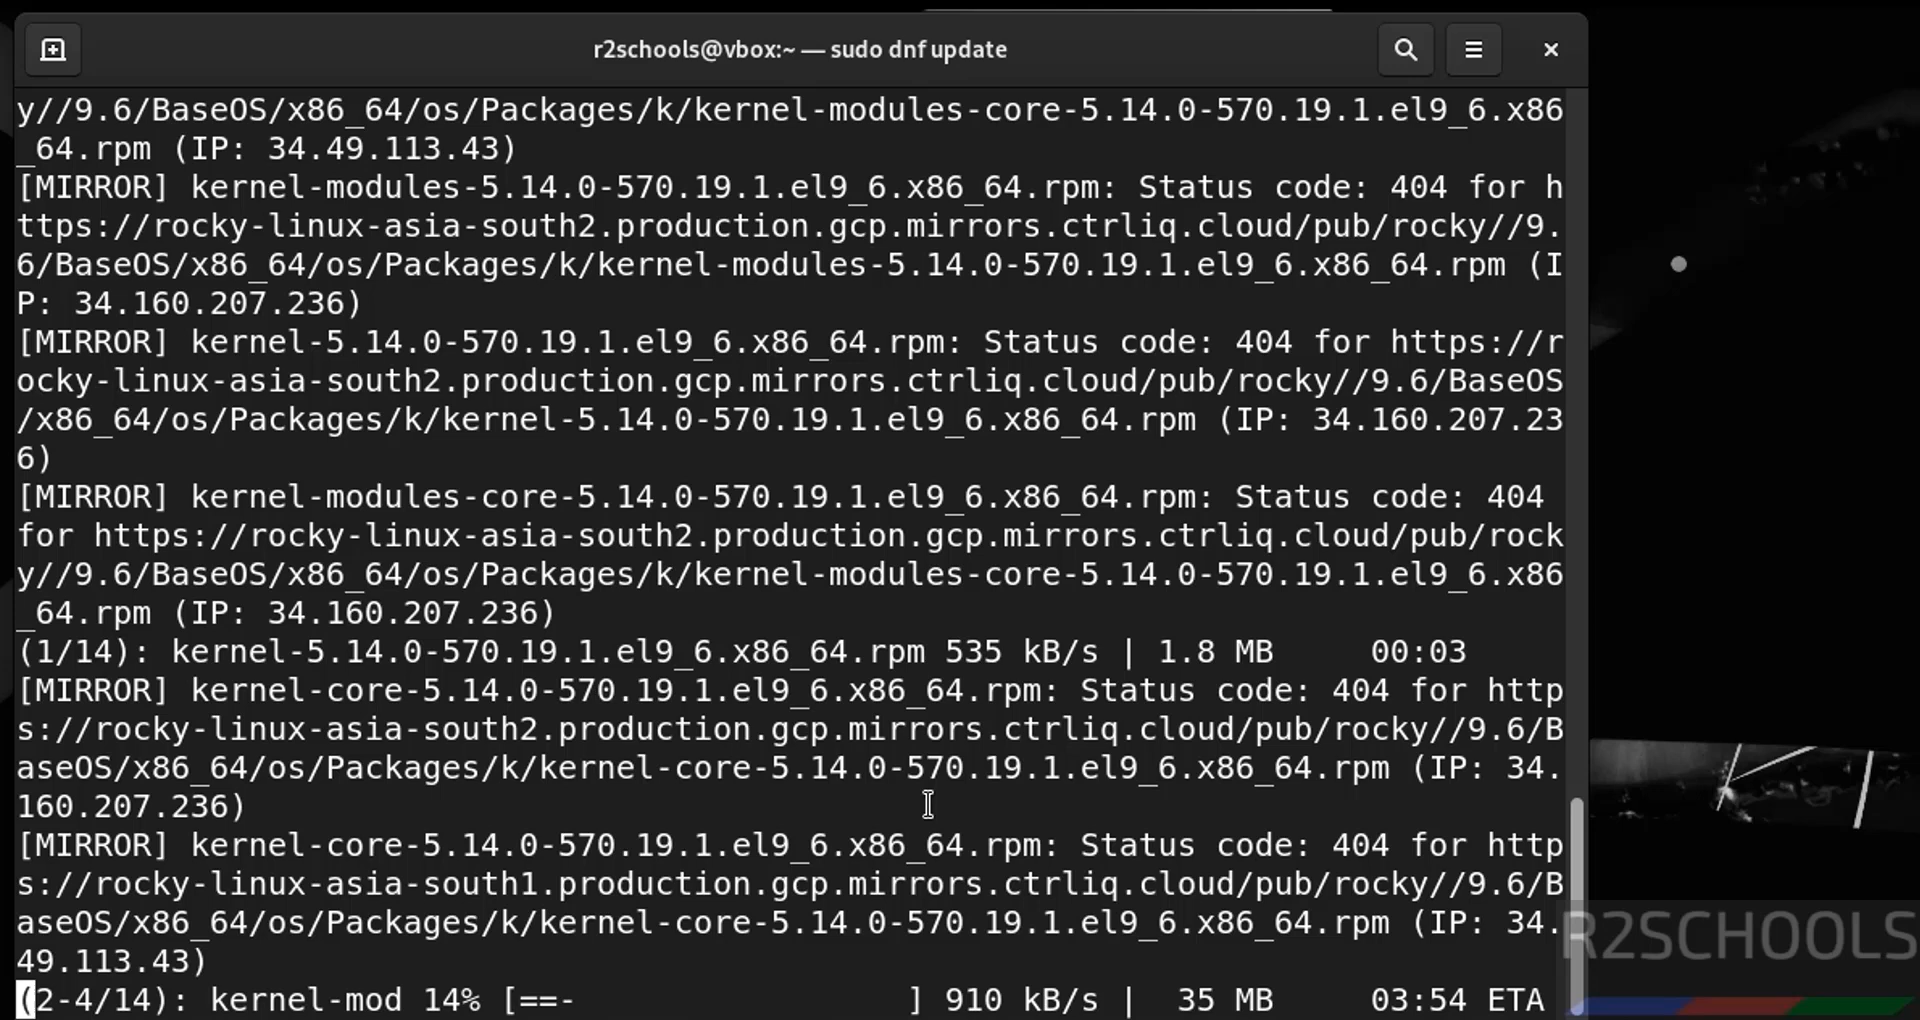 r2schools@vbox:~ — sudo dnf update
y//9.6/BaseOS/x86_64/os/Packages/k/kernel-modules-core-5.14.0-570.19.1.el9_6.x86
_64.rpm (IP: 34.49.113.43)
[MIRROR] kernel-modules-5.14.0-570.19.1.el9_6.x86_64.rpm: Status code: 404 for h
ttps://rocky-linux-asia-south2.production.gcp.mirrors.ctrliq.cloud/pub/rocky//9.
6/BaseOS/x86_64/os/Packages/k/kernel-modules-5.14.0-570.19.1.el9_6.x86_64.rpm (I
P: 34.160.207.236)
[MIRROR] kernel-5.14.0-570.19.1.el9_6.x86_64.rpm: Status code: 404 for https://r
ocky-linux-asia-south2.production.gcp.mirrors.ctrliq.cloud/pub/rocky//9.6/BaseOS
/x86_64/os/Packages/k/kernel-5.14.0-570.19.1.el9_6.x86_64.rpm (IP: 34.160.207.23
6)
[MIRROR] kernel-modules-core-5.14.0-570.19.1.el9_6.x86_64.rpm: Status code: 404
for https://rocky-linux-asia-south2.production.gcp.mirrors.ctrliq.cloud/pub/rock
y//9.6/BaseOS/x86_64/os/Packages/k/kernel-modules-core-5.14.0-570.19.1.el9_6.x86
_64.rpm (IP: 34.160.207.236)
(1/14): kernel-5.14.0-570.19.1.el9_6.x86_64.rpm 535 kB/s | 1.8 MB     00:03
[MIRROR] kernel-core-5.14.0-570.19.1.el9_6.x86_64.rpm: Status code: 404 for http
s://rocky-linux-asia-south2.production.gcp.mirrors.ctrliq.cloud/pub/rocky//9.6/B
aseOS/x86_64/os/Packages/k/kernel-core-5.14.0-570.19.1.el9_6.x86_64.rpm (IP: 34.
160.207.236)
[MIRROR] kernel-core-5.14.0-570.19.1.el9_6.x86_64.rpm: Status code: 404 for http
s://rocky-linux-asia-south1.production.gcp.mirrors.ctrliq.cloud/pub/rocky//9.6/B
aseOS/x86_64/os/Packages/k/kernel-core-5.14.0-570.19.1.el9_6.x86_64.rpm (IP: 34.
49.113.43)
(2-4/14): kernel-mod 14% [==-                 ] 910 kB/s |  35 MB     03:54 ETA
R2SCHOOLS